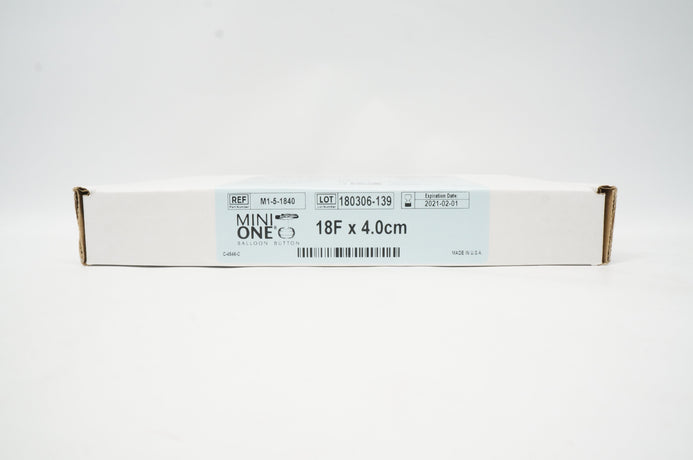 REF M1-5-1840 LOT 180306-139 Expiration Date:
2021-02-01
MINI
ONE®
BALLOON BUTTON
18F x 4.0cm
MADE IN U.S.A.